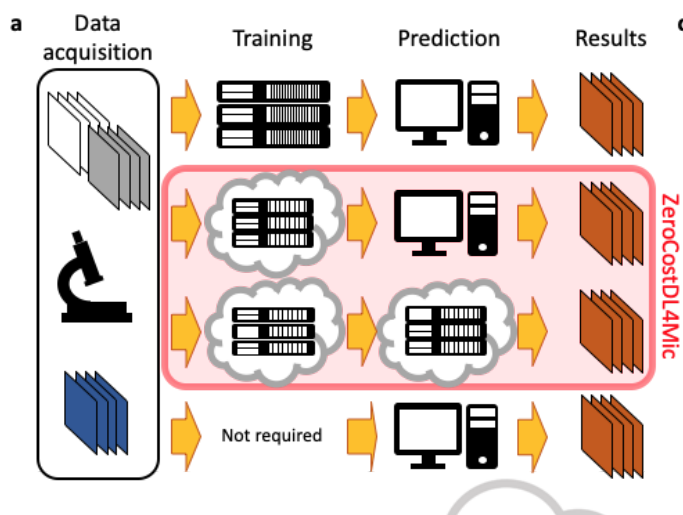 a
Data
acquisition
Training
Prediction
Results
ZeroCostDL4Mic
Not required